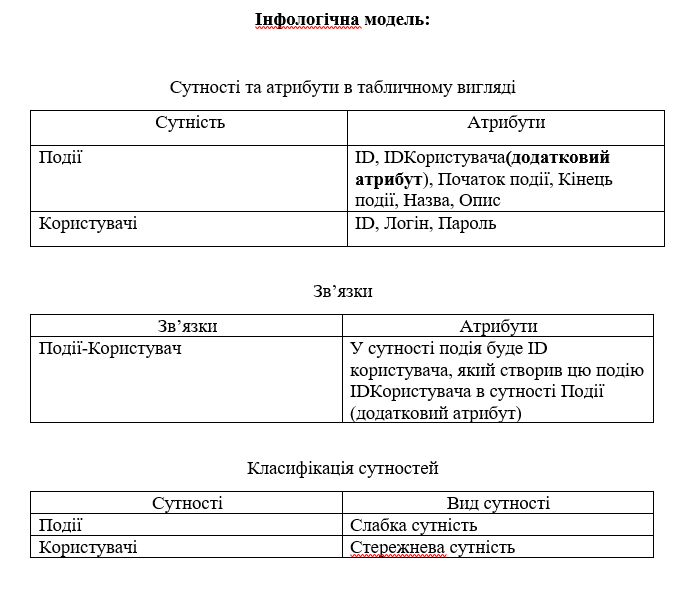 Інфологічна модель:
Сутності та атрибути в табличному вигляді
Сутність
Атрибути
Події
ID, IDКористувача(додатковий
атрибут), Початок події, Кінець
події, Назва, Опис
Користувачі
ID, Логін, Пароль
Зв’язки
Зв’язки
Атрибути
Події-Користувач
У сутності подія буде ID
користувача, який створив цю подію
IDКористувача в сутності Події
(додатковий атрибут)
Класифікація сутностей
Сутності
Вид сутності
Події
Слабка сутність
Користувачі
Стережнева сутність